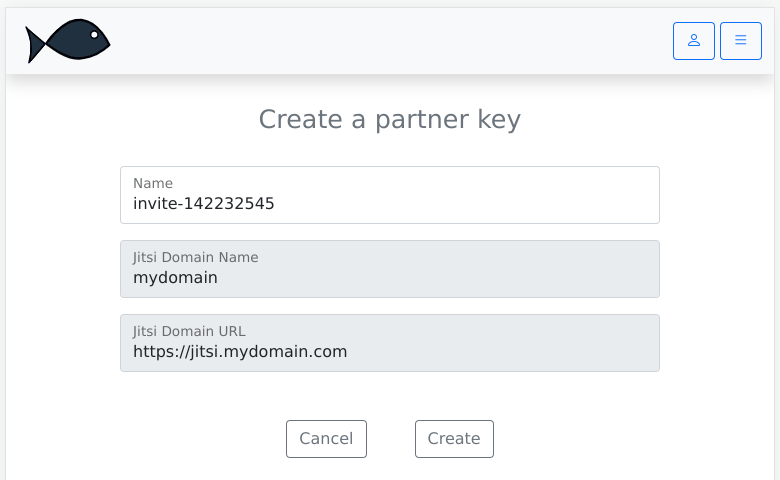 Create a partner key
Name
invite-142232545
Jitsi Domain Name
mydomain
Jitsi Domain URL
https://jitsi.mydomain.com
Cancel
Create